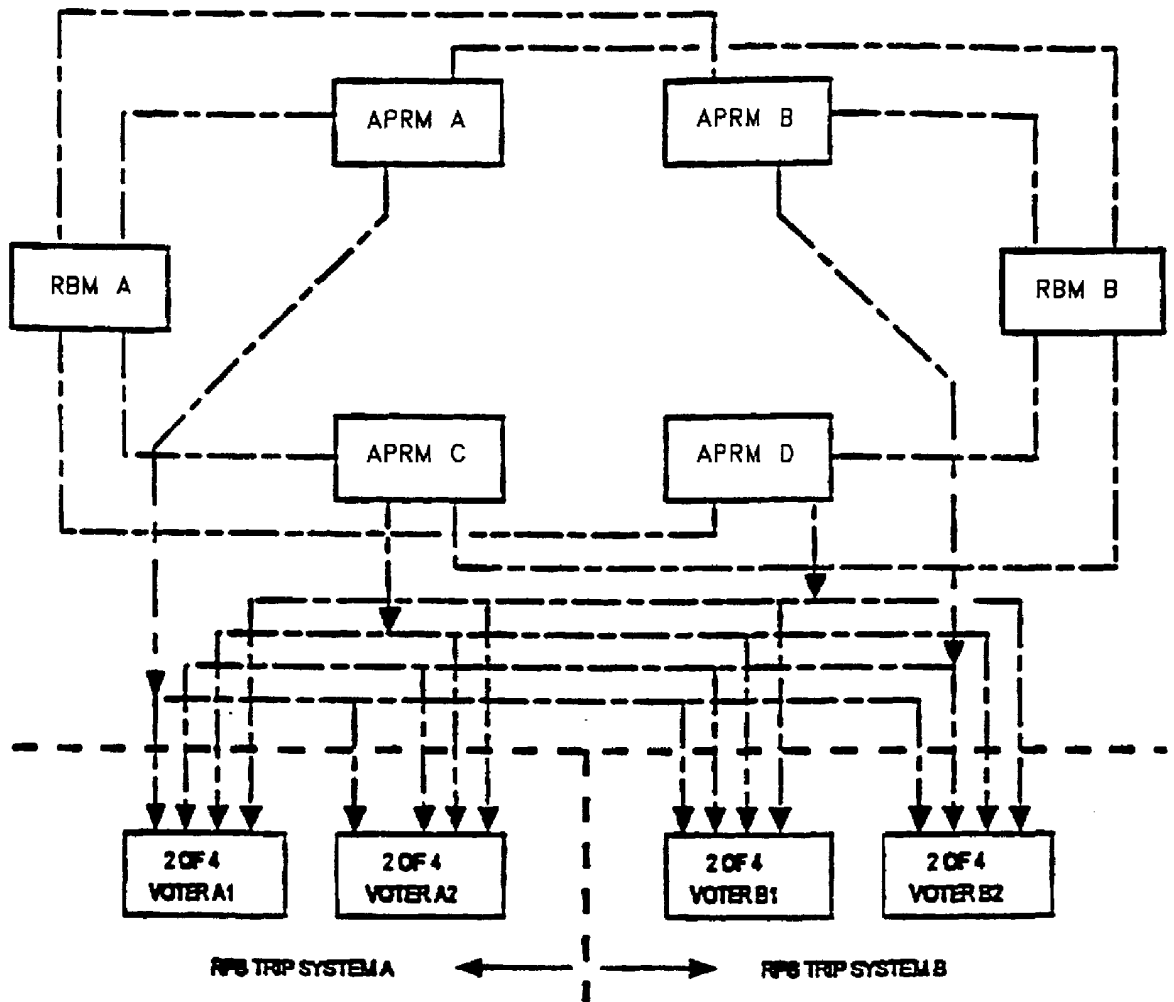 APRM A
APRM B
RBM A
RBM B
APRM C
APRM D
2 OF 4
VOTER A1
2 OF 4
VOTER A2
2 OF 4
VOTER B1
2 OF 4
VOTER B2
RPS TRIP SYSTEM A
RPS TRIP SYSTEM B